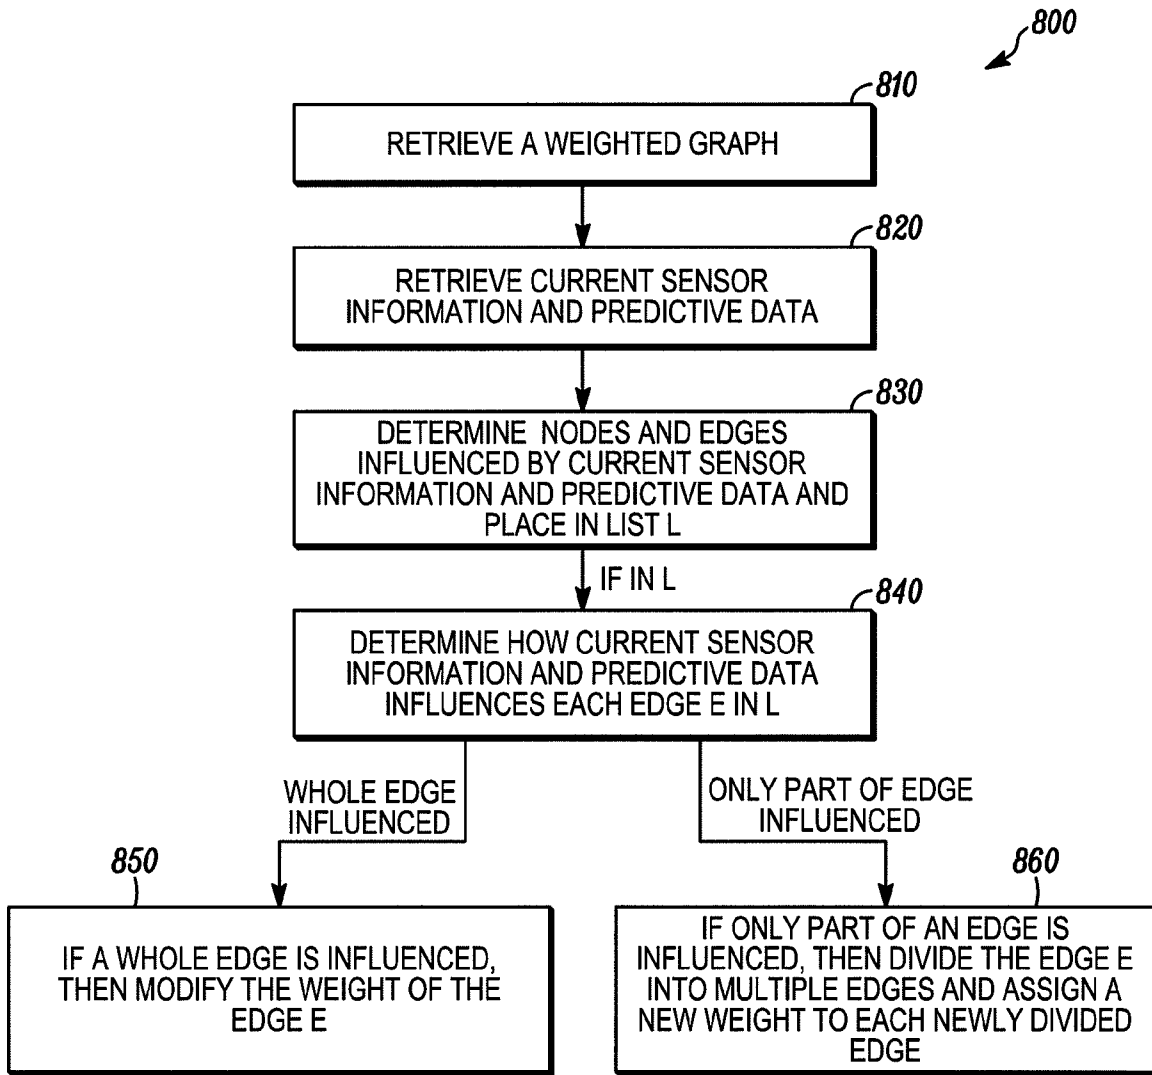 800
810
RETRIEVE A WEIGHTED GRAPH
820
RETRIEVE CURRENT SENSOR
INFORMATION AND PREDICTIVE DATA
830
DETERMINE NODES AND EDGES
INFLUENCED BY CURRENT SENSOR
INFORMATION AND PREDICTIVE DATA AND
PLACE IN LIST L
IF IN L
840
DETERMINE HOW CURRENT SENSOR
INFORMATION AND PREDICTIVE DATA
INFLUENCES EACH EDGE E IN L
WHOLE EDGE
INFLUENCED
ONLY PART OF EDGE
INFLUENCED
850
IF A WHOLE EDGE IS INFLUENCED,
THEN MODIFY THE WEIGHT OF THE
EDGE E
860
IF ONLY PART OF AN EDGE IS
INFLUENCED, THEN DIVIDE THE EDGE E
INTO MULTIPLE EDGES AND ASSIGN A
NEW WEIGHT TO EACH NEWLY DIVIDED
EDGE